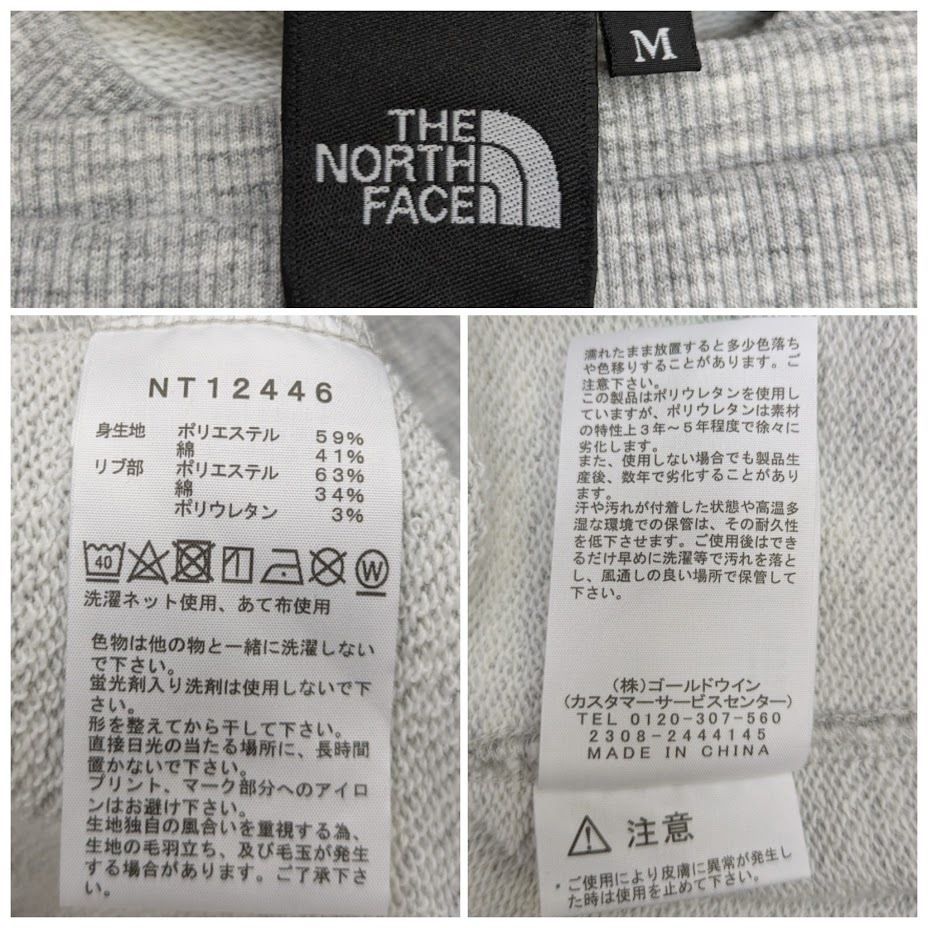 THE
NORTH
FACE
M
NT12446
身生地 ポリエステル 59%
綿 41%
リブ部 ポリエステル 63%
綿 34%
ポリウレタン 3%
40 W
洗濯ネット使用、あて布使用
色物は他の物と一緒に洗濯しない
で下さい。
蛍光剤入り洗剤は使用しないで下
さい。
形を整えてから干して下さい。
直接日光の当たる場所に、長時間
置かないで下さい。
プリント、マーク部分へのアイロ
ンはお避け下さい。
生地独自の風合いを重視する為、
生地の毛羽立ち、及び毛玉が発生
する場合があります。ご了承下さ
い。
濡れたまま放置すると多少色落ち
や色移りすることがあります。ご
注意下さい。
この製品はポリウレタンを使用し
ていますが、ポリウレタンは素材
の特性上3年～5年程度で徐々に
劣化します。
また、使用しない場合でも製品生
産後、数年で劣化することがあり
ます。
汗や汚れが付着した状態や高温多
湿な環境での保管は、その耐久性
を低下させます。ご使用後はでき
るだけ早めに洗濯等で汚れを落と
し、風通しの良い場所で保管して
下さい。
(株)ゴールドウイン
(カスタマーサービスセンター)
TEL 0120-307-560
2308-2444145
MADE IN CHINA
注意
・ご使用により皮膚に異常が発生し
た時は使用を止めて下さい。